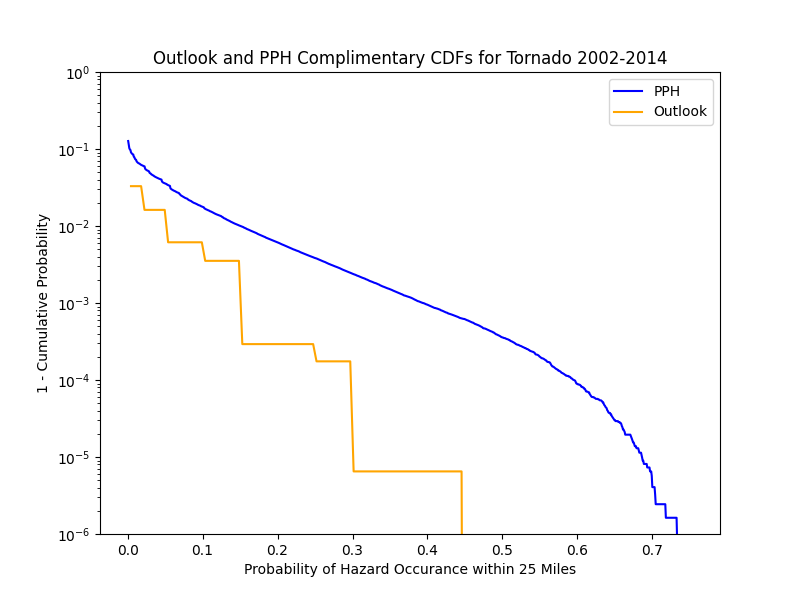 Outlook and PPH Complimentary CDFs for Tornado 2002-2014
PPH
Outlook
1 - Cumulative Probability
10⁰
10⁻¹
10⁻²
10⁻³
10⁻⁴
10⁻⁵
10⁻⁶
0.0 0.1 0.2 0.3 0.4 0.5 0.6 0.7
Probability of Hazard Occurance within 25 Miles